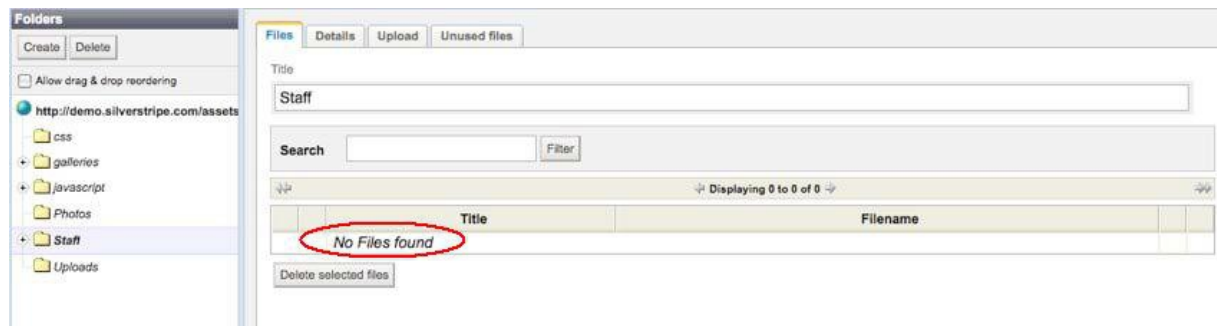 Folders
Create Delete
Allow drag & drop reordering
http://demo.silverstripe.com/assets
css
galleries
javascript
Photos
Staff
Uploads
Files Details Upload Unused files
Title
Staff
Search Filter
Displaying 0 to 0 of 0
Title Filename
No Files found
Delete selected files